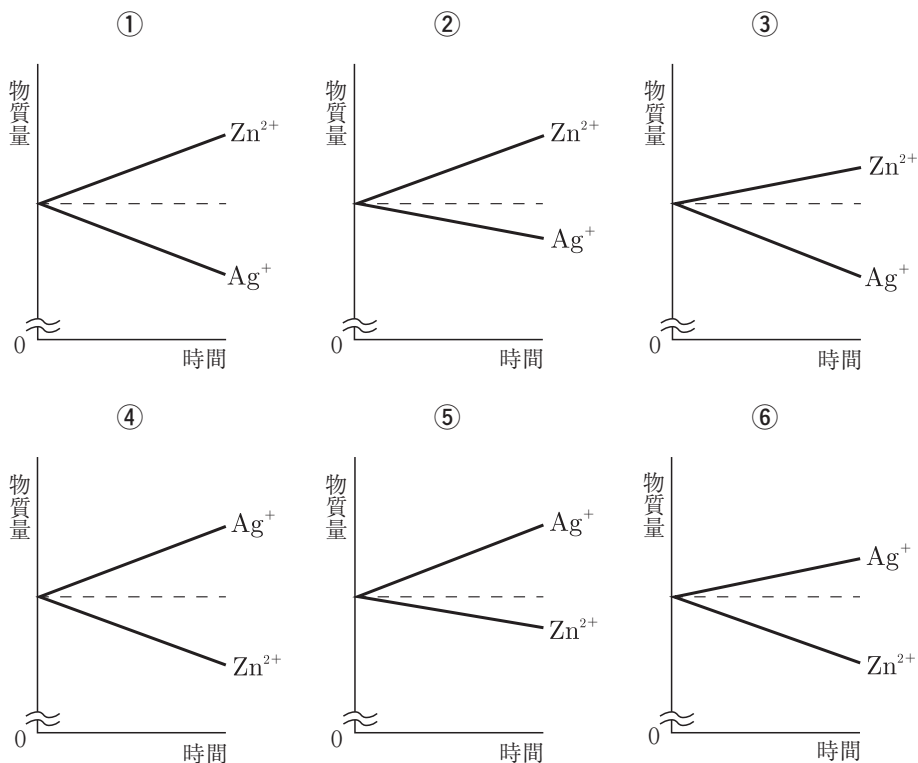 ①
物質量
Zn²⁺
Ag⁺
0
時間
②
物質量
Zn²⁺
Ag⁺
0
時間
③
物質量
Zn²⁺
Ag⁺
0
時間
④
物質量
Ag⁺
Zn²⁺
0
時間
⑤
物質量
Ag⁺
Zn²⁺
0
時間
⑥
物質量
Ag⁺
Zn²⁺
0
時間